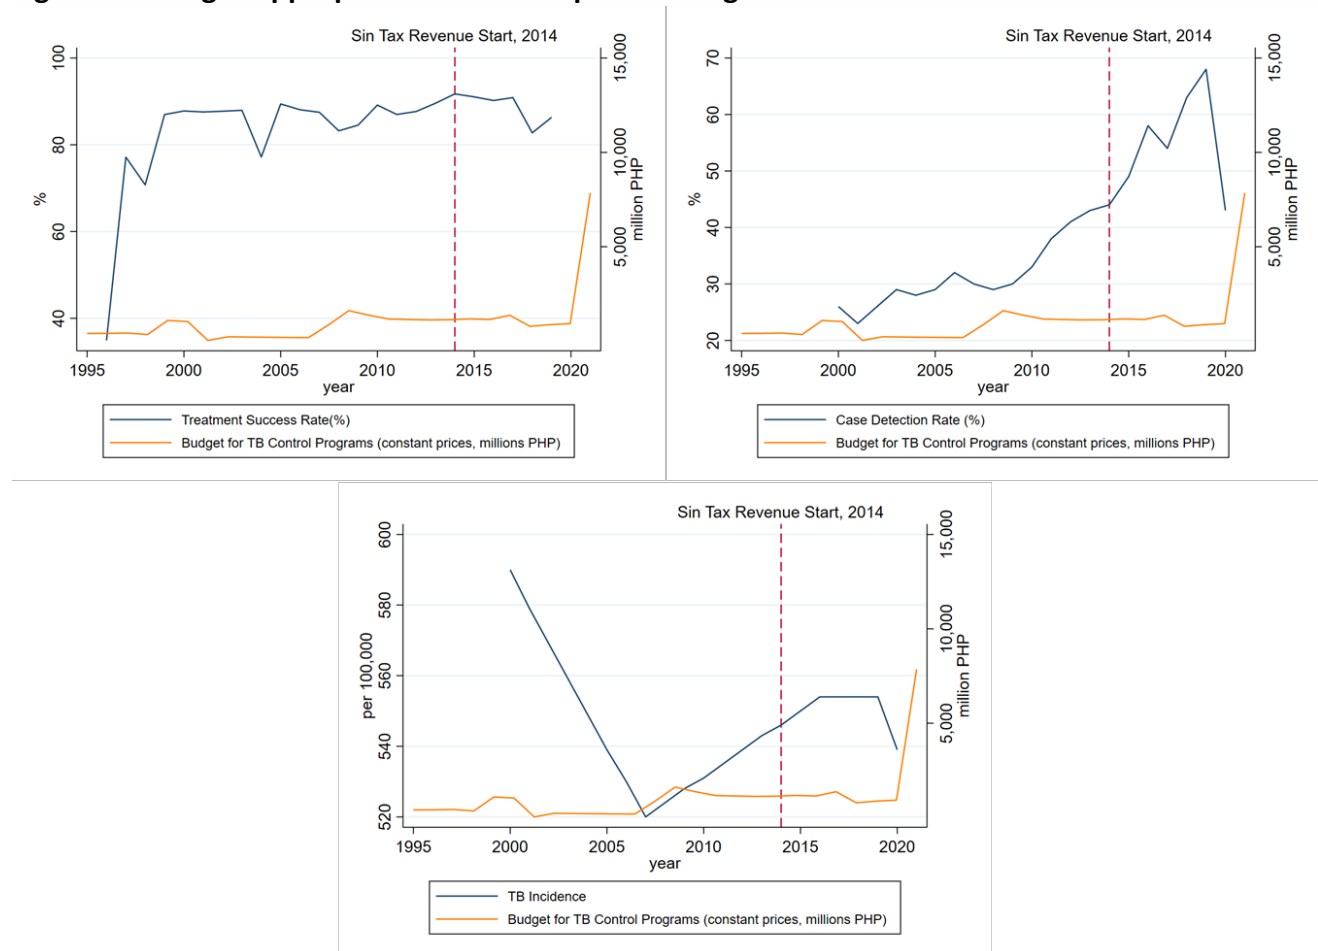 Sin Tax Revenue Start, 2014
100
80
60
40
%
15,000
10,000
5,000
million PHP
1995 2000 2005 2010 2015 2020
year
Treatment Success Rate(%)
Budget for TB Control Programs (constant prices, millions PHP)
Sin Tax Revenue Start, 2014
70
60
50
40
30
20
%
15,000
10,000
5,000
million PHP
1995 2000 2005 2010 2015 2020
year
Case Detection Rate (%)
Budget for TB Control Programs (constant prices, millions PHP)
Sin Tax Revenue Start, 2014
600
580
560
540
520
per 100,000
15,000
10,000
5,000
million PHP
1995 2000 2005 2010 2015 2020
year
TB Incidence
Budget for TB Control Programs (constant prices, millions PHP)